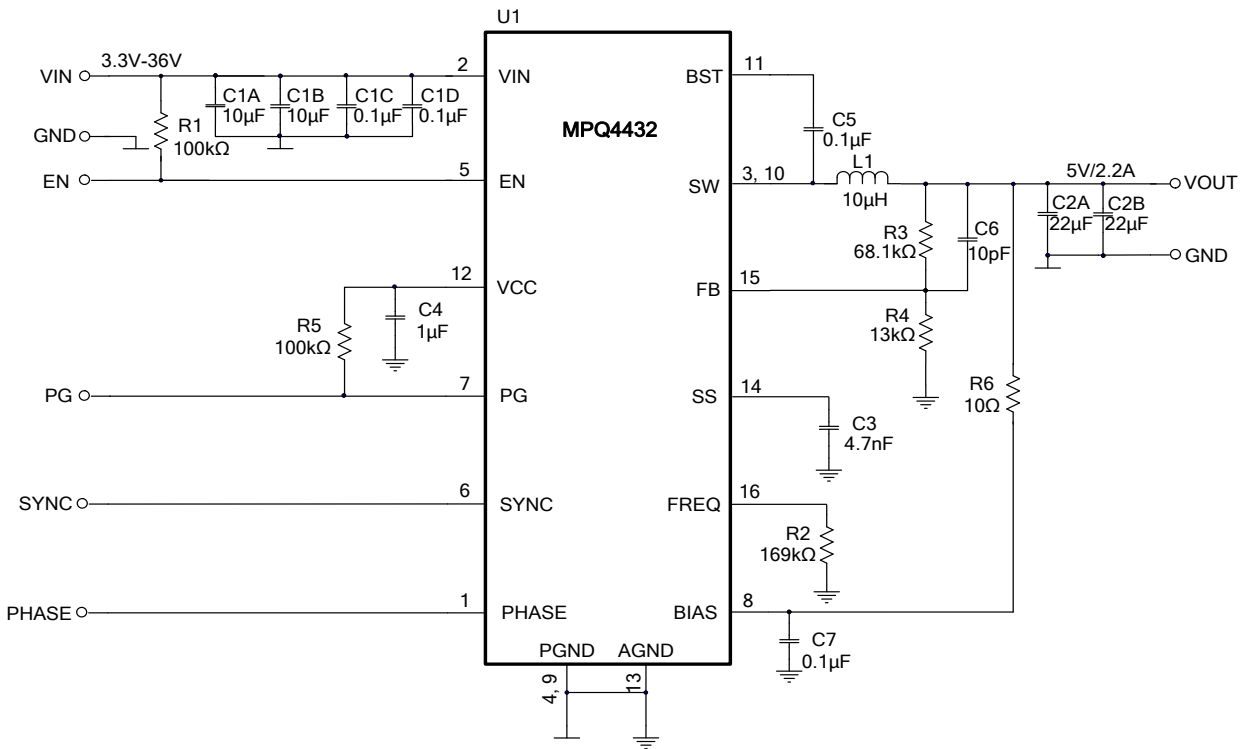 U1
VIN
3.3V-36V
2
VIN
C1A
10µF
C1B
10µF
C1C
0.1µF
C1D
0.1µF
GND
R1
100kΩ
EN
5
EN
MPQ4432
BST
11
C5
0.1µF
SW
3, 10
L1
10µH
5V/2.2A
VOUT
C2A
22µF
C2B
22µF
GND
R3
68.1kΩ
C6
10pF
FB
15
R4
13kΩ
12
VCC
C4
1µF
R5
100kΩ
PG
7
PG
SS
14
C3
4.7nF
R6
10Ω
SYNC
6
SYNC
FREQ
16
R2
169kΩ
PHASE
1
PHASE
BIAS
8
C7
0.1µF
PGND
AGND
4, 9
13